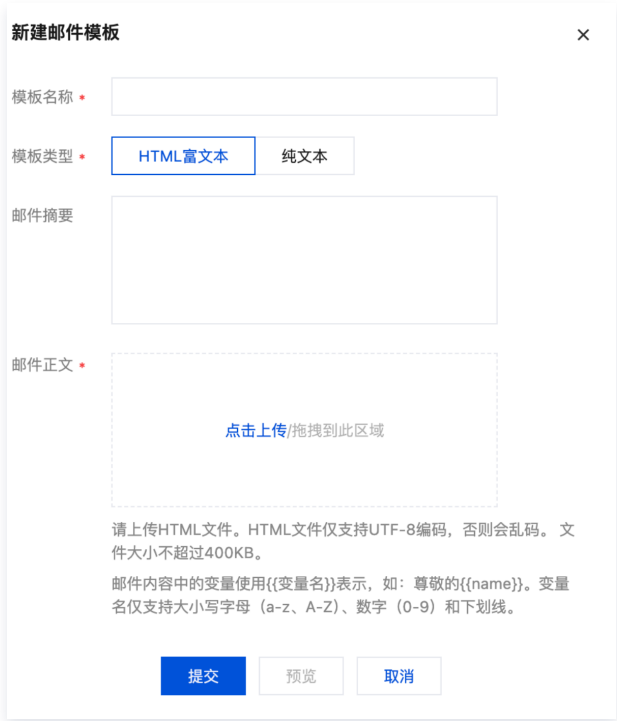 新建邮件模板
模板名称 *
模板类型 * HTML富文本 纯文本
邮件摘要
邮件正文 *
点击上传/拖拽到此区域
请上传HTML文件。HTML文件仅支持UTF-8编码，否则会乱码。 文
件大小不超过400KB。
邮件内容中的变量使用{{变量名}}表示，如：尊敬的{{name}}。变量
名仅支持大小写字母（a-z、A-Z）、数字（0-9）和下划线。
提交 预览 取消